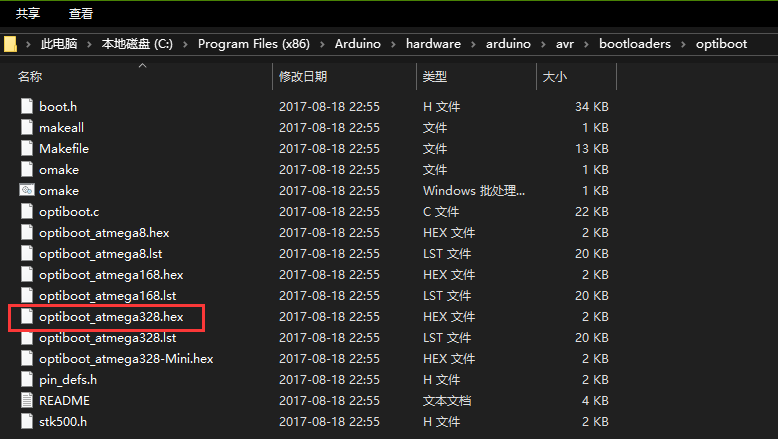 共享 查看
此电脑 › 本地磁盘 (C:) › Program Files (x86) › Arduino › hardware › arduino › avr › bootloaders › optiboot
名称 修改日期 类型 大小
boot.h 2017-08-18 22:55 H 文件 34 KB
makeall 2017-08-18 22:55 文件 1 KB
Makefile 2017-08-18 22:55 文件 13 KB
omake 2017-08-18 22:55 文件 1 KB
omake 2017-08-18 22:55 Windows 批处理... 1 KB
optiboot.c 2017-08-18 22:55 C 文件 22 KB
optiboot_atmega8.hex 2017-08-18 22:55 HEX 文件 2 KB
optiboot_atmega8.lst 2017-08-18 22:55 LST 文件 20 KB
optiboot_atmega168.hex 2017-08-18 22:55 HEX 文件 2 KB
optiboot_atmega168.lst 2017-08-18 22:55 LST 文件 20 KB
optiboot_atmega328.hex 2017-08-18 22:55 HEX 文件 2 KB
optiboot_atmega328.lst 2017-08-18 22:55 LST 文件 20 KB
optiboot_atmega328-Mini.hex 2017-08-18 22:55 HEX 文件 2 KB
pin_defs.h 2017-08-18 22:55 H 文件 2 KB
README 2017-08-18 22:55 文本文档 4 KB
stk500.h 2017-08-18 22:55 H 文件 2 KB